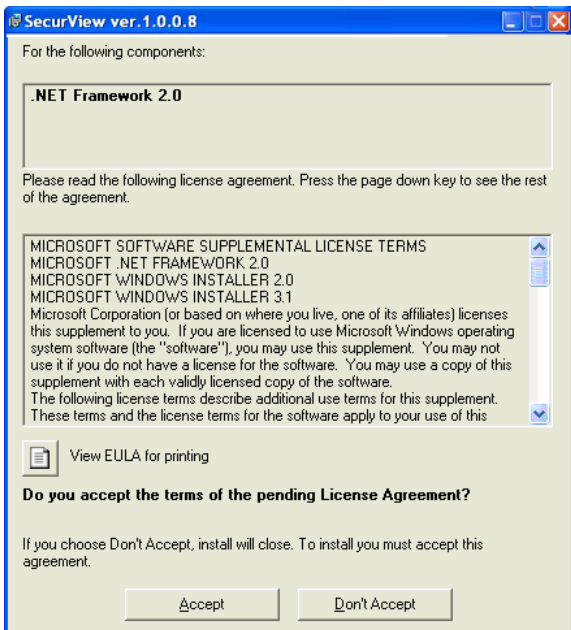 SecurView ver.1.0.0.8
For the following components:
.NET Framework 2.0
Please read the following license agreement. Press the page down key to see the rest
of the agreement.
MICROSOFT SOFTWARE SUPPLEMENTAL LICENSE TERMS
MICROSOFT .NET FRAMEWORK 2.0
MICROSOFT WINDOWS INSTALLER 2.0
MICROSOFT WINDOWS INSTALLER 3.1
Microsoft Corporation (or based on where you live, one of its affiliates) licenses
this supplement to you.  If you are licensed to use Microsoft Windows operating
system software (the "software"), you may use this supplement.  You may not
use it if you do not have a license for the software.  You may use a copy of this
supplement with each validly licensed copy of the software.
The following license terms describe additional use terms for this supplement.
These terms and the license terms for the software apply to your use of this
View EULA for printing
Do you accept the terms of the pending License Agreement?
If you choose Don't Accept, install will close. To install you must accept this
agreement.
Accept
Don't Accept